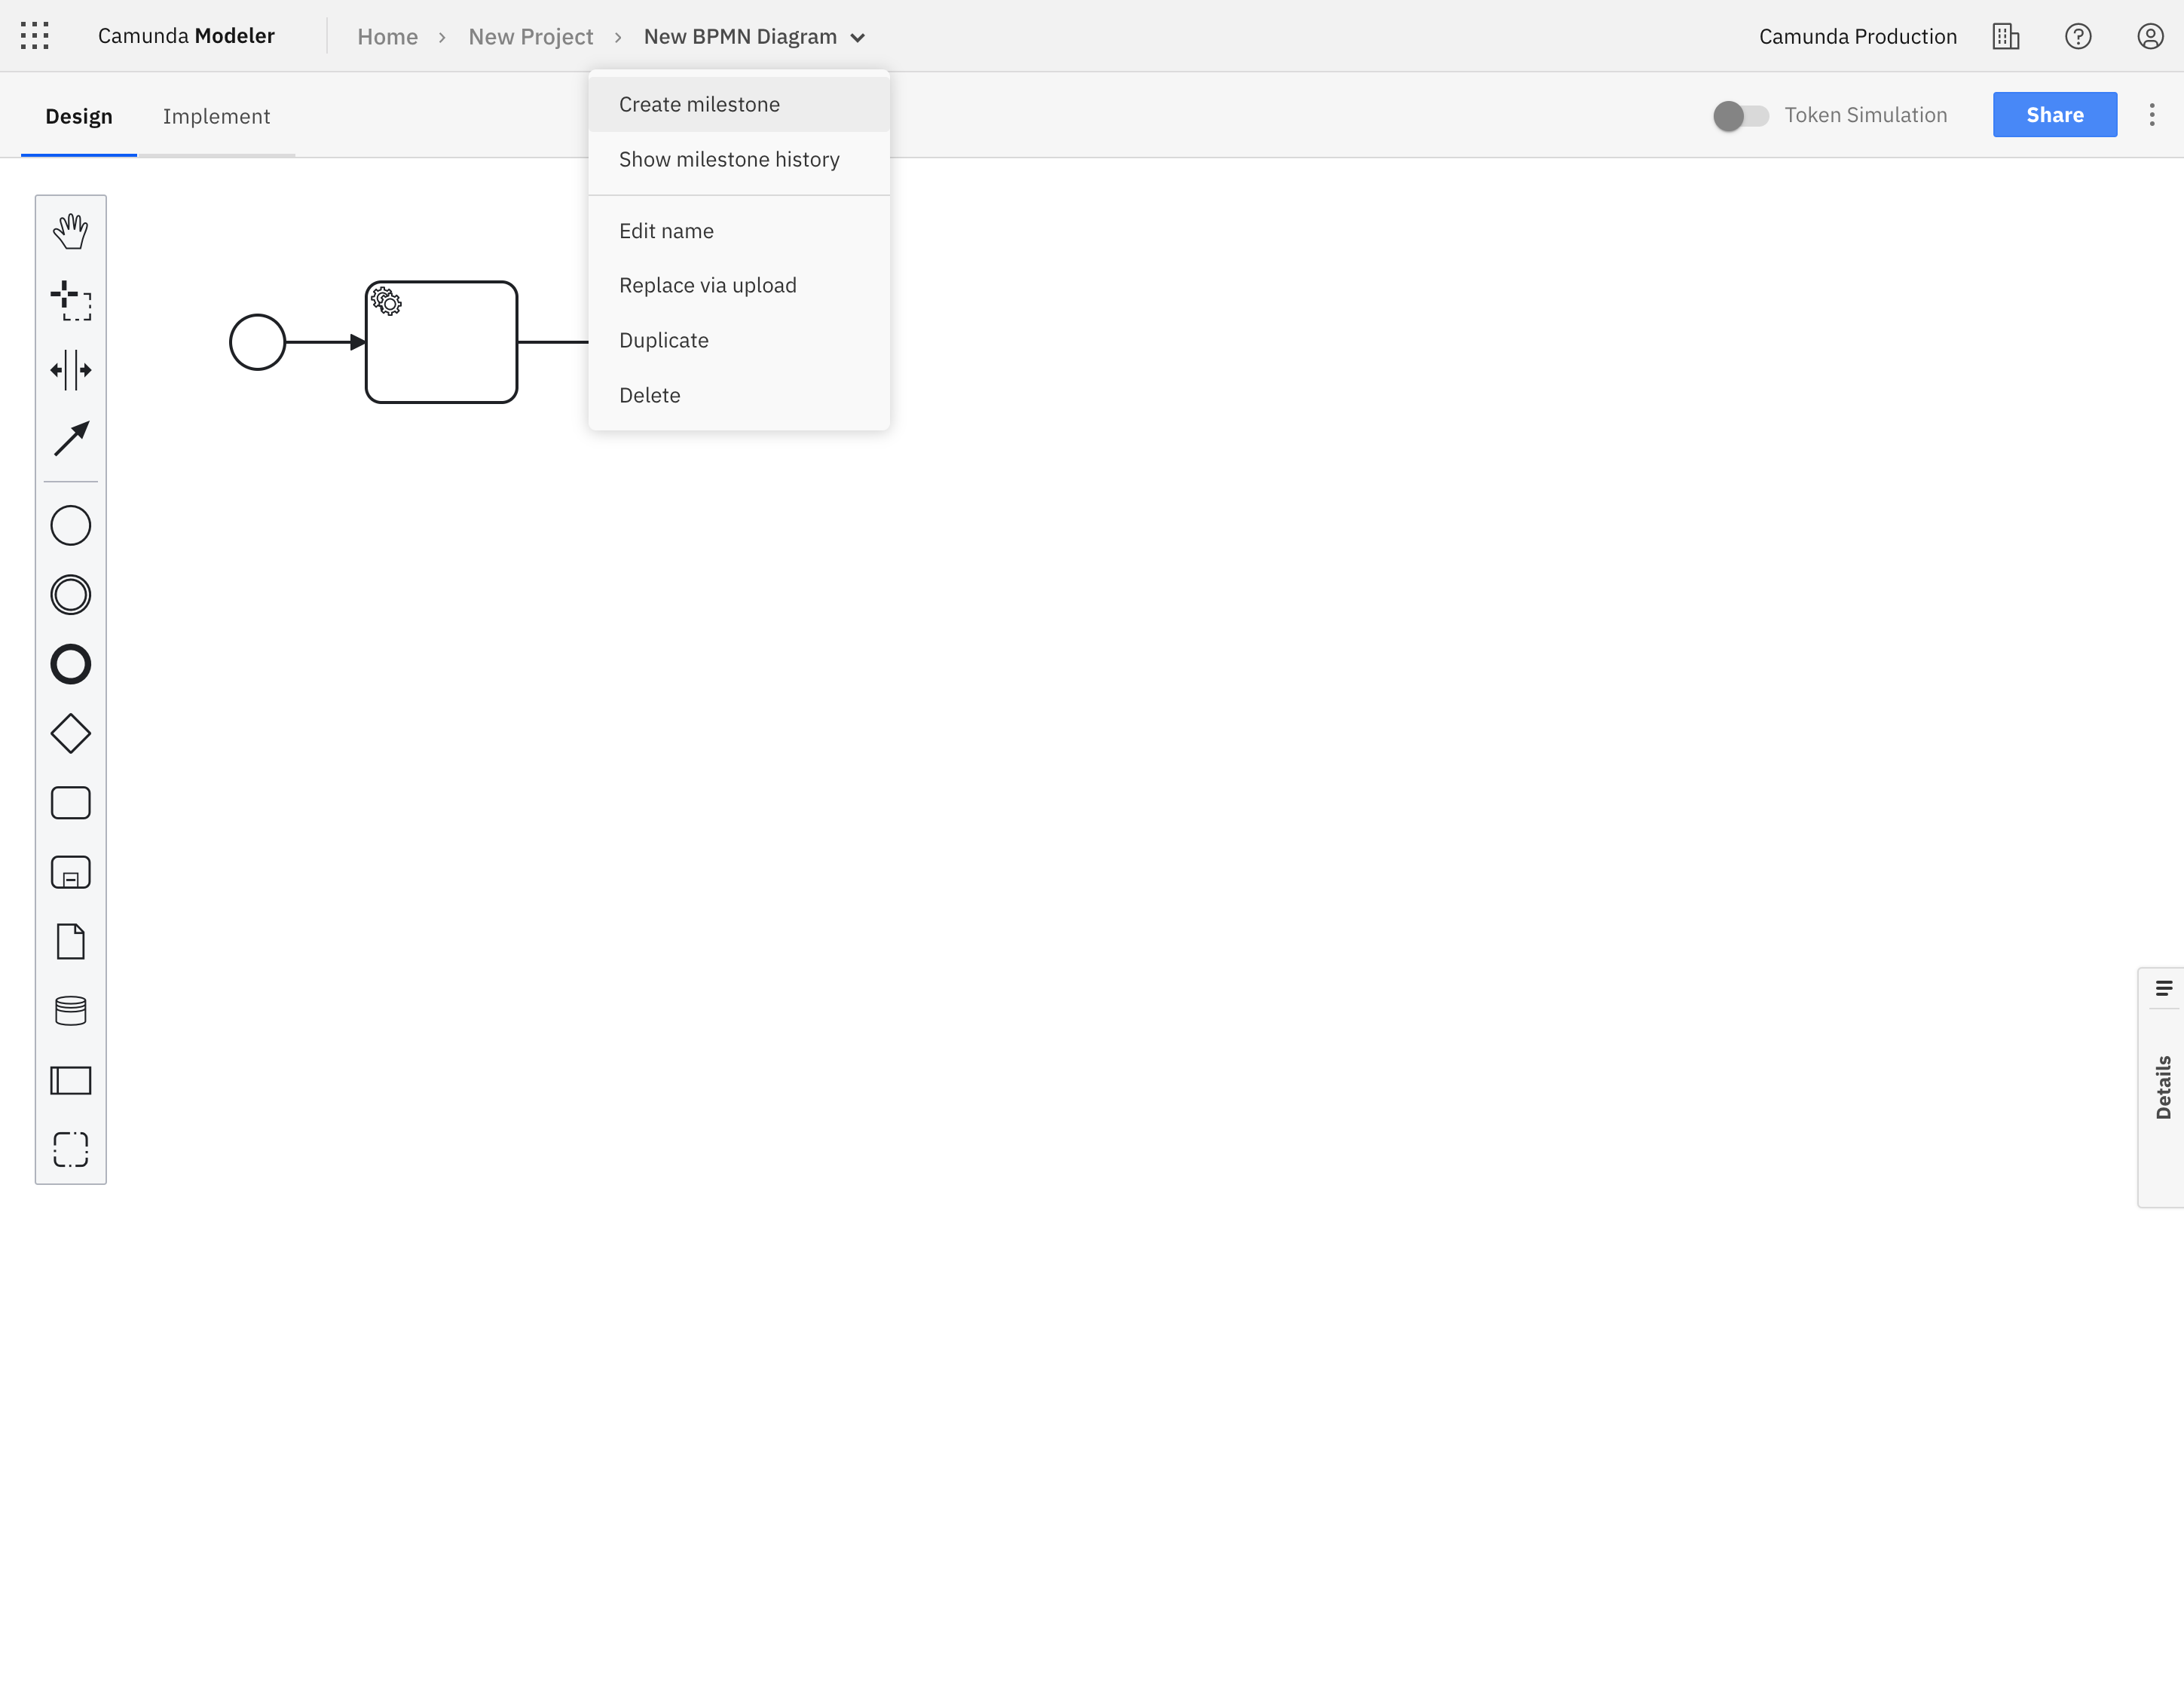 Camunda Modeler
Home › New Project › New BPMN Diagram
Camunda Production
Design
Implement
Token Simulation
Share
Create milestone
Show milestone history
Edit name
Replace via upload
Duplicate
Delete
Details